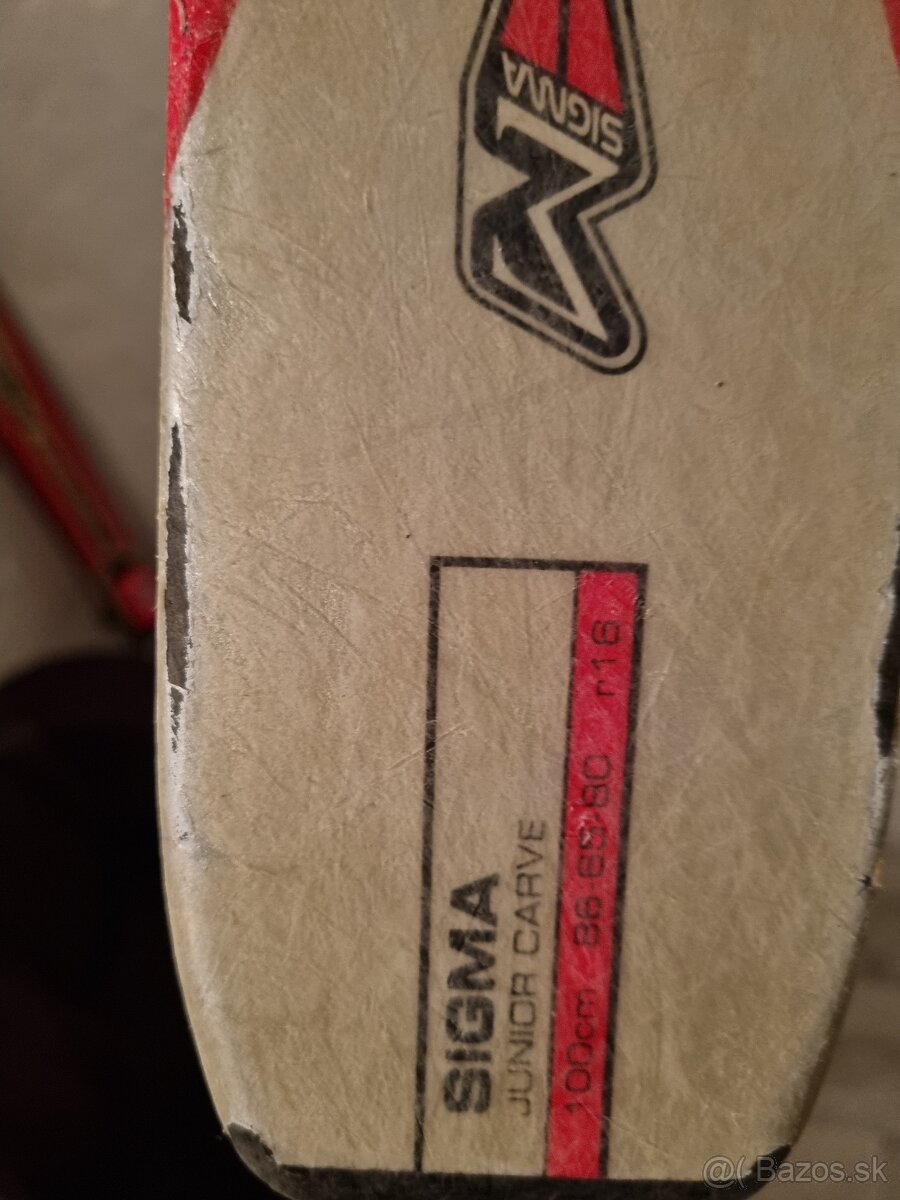 SIGMA
SIGMA
JUNIOR CARVE
100cm 86-65-80 r16
@( Bazos.sk